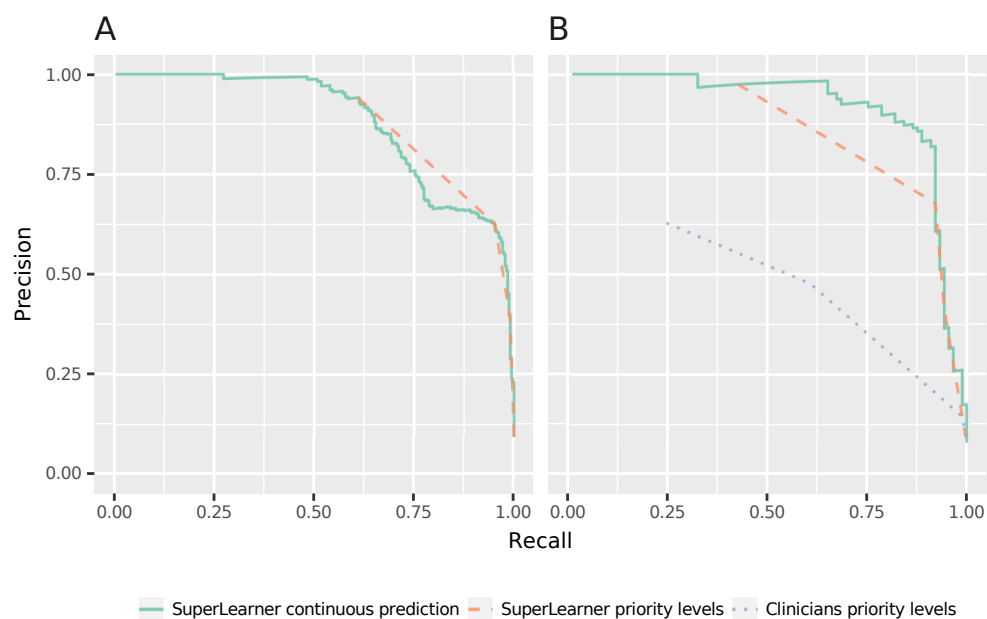 A
B
Precision
1.00
0.75
0.50
0.25
0.00
0.00 0.25 0.50 0.75 1.00
0.00 0.25 0.50 0.75 1.00
Recall
SuperLearner continuous prediction SuperLearner priority levels Clinicians priority levels